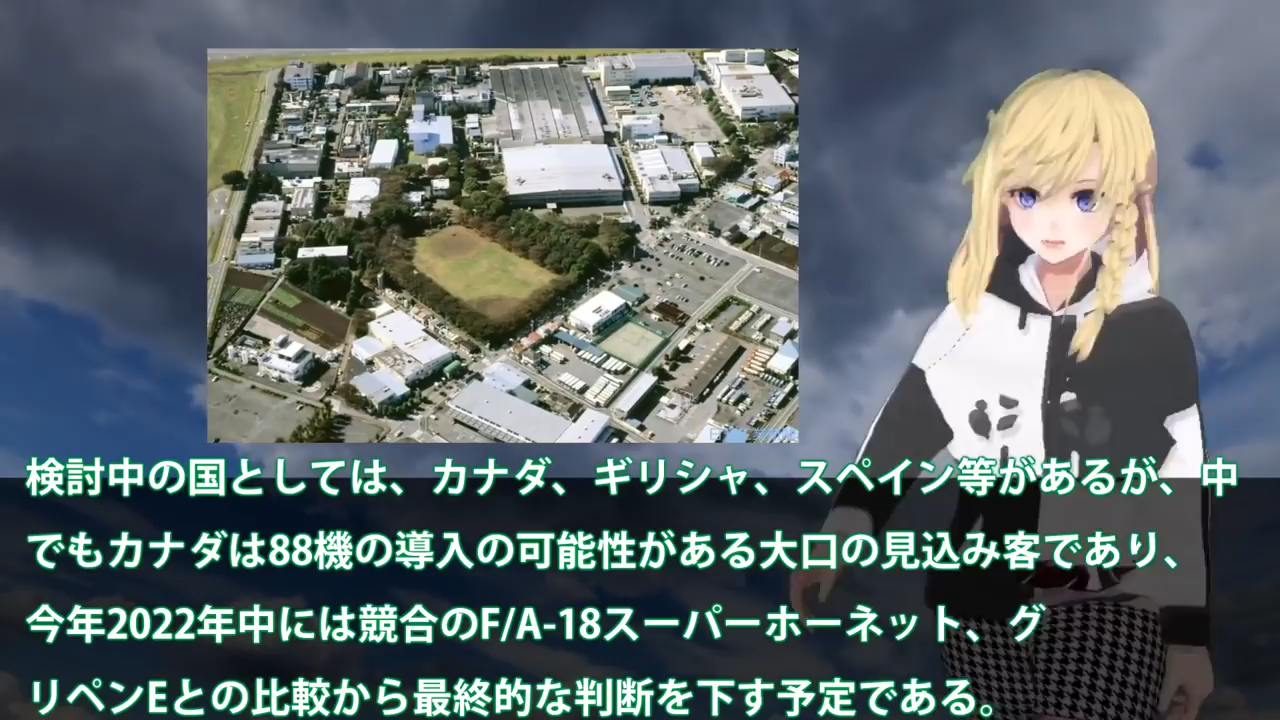 検討中の国としては、カナダ、ギリシャ、スペイン等があるが、中
でもカナダは88機の導入の可能性がある大口の見込み客であり、
今年2022年中には競合のF/A-18スーパーホーネット、グ
リペンEとの比較から最終的な判断を下す予定である。